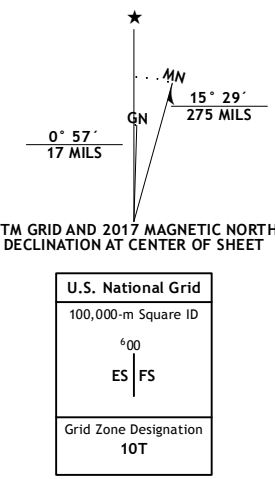 MN
GN
15° 29´
275 MILS
0° 57´
17 MILS
TM GRID AND 2017 MAGNETIC NORTH
DECLINATION AT CENTER OF SHEET
U.S. National Grid
100,000-m Square ID
⁶00
ES FS
Grid Zone Designation
10T